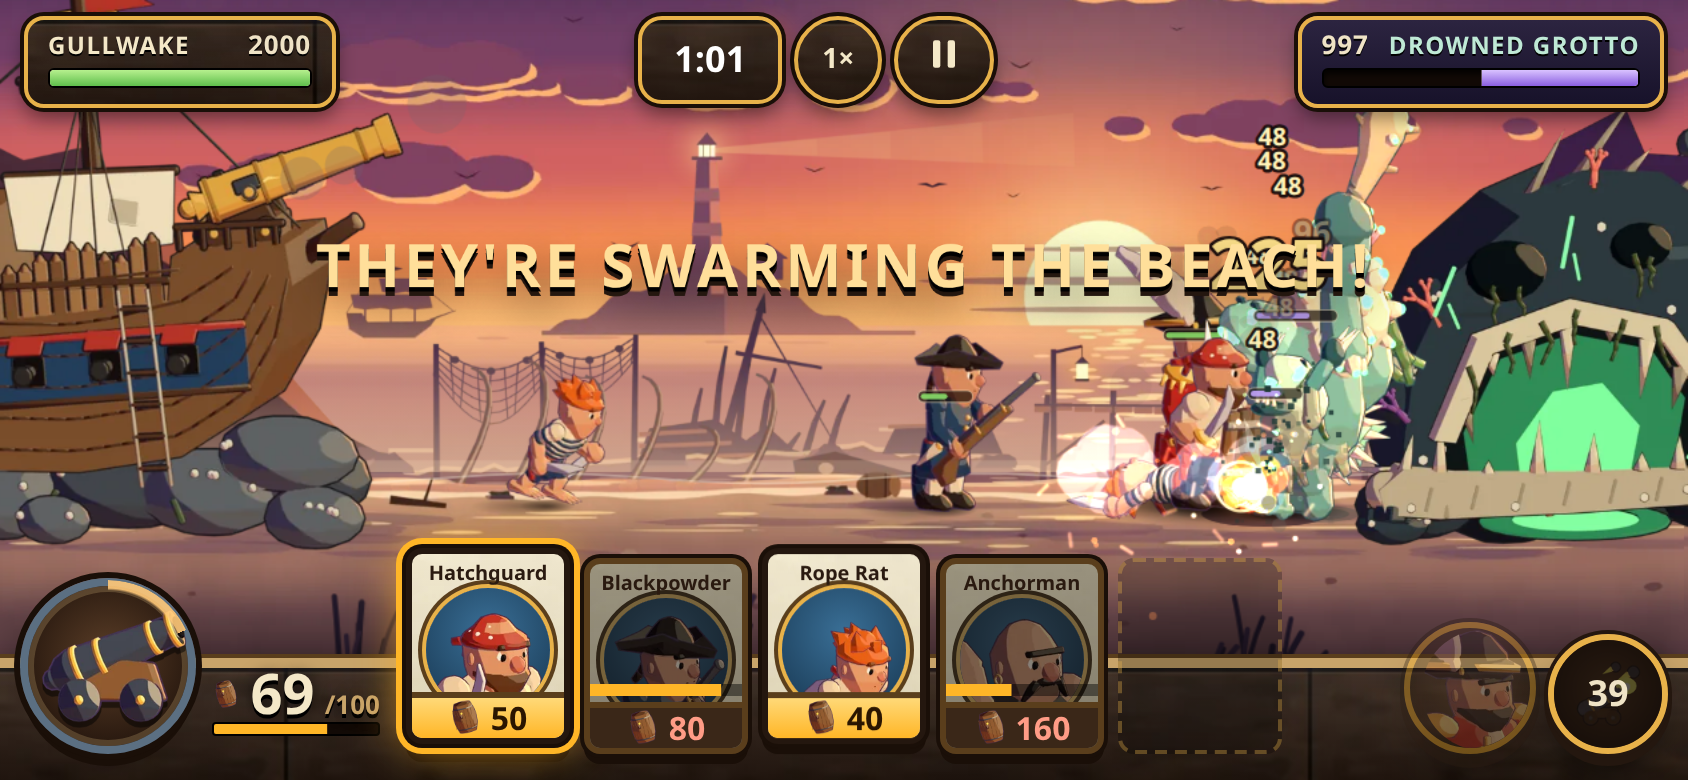 GULLWAKE 2000
1:01
1×
997 DROWNED GROTTO
48
48
48
THEY'RE SWARMING THE BEACH!
48
48
Hatchguard
Blackpowder
Rope Rat
Anchorman
69 /100
50
80
40
160
39